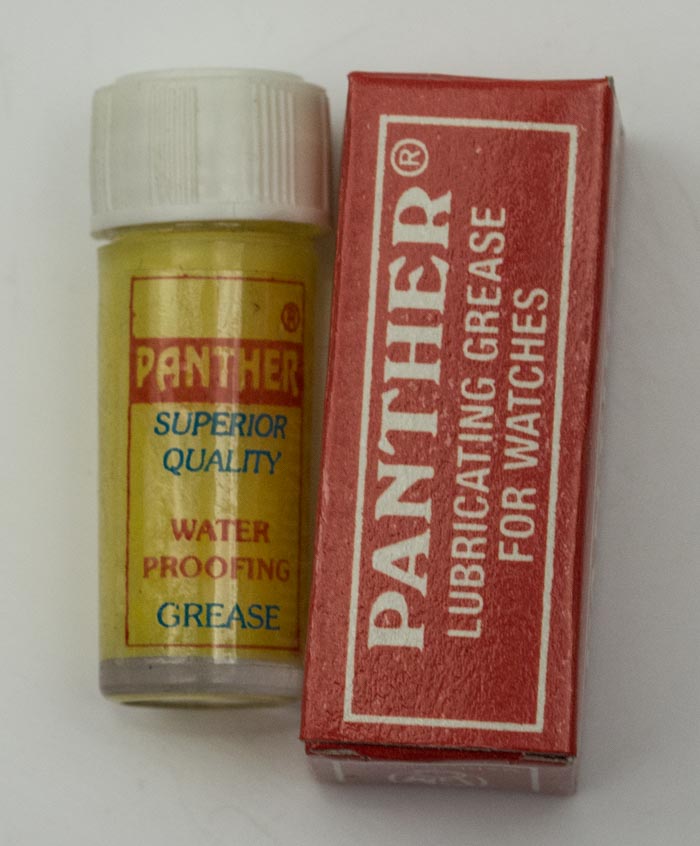 ®
PANTHER
SUPERIOR
QUALITY
WATER
PROOFING
GREASE
PANTHER®
LUBRICATING GREASE
FOR WATCHES